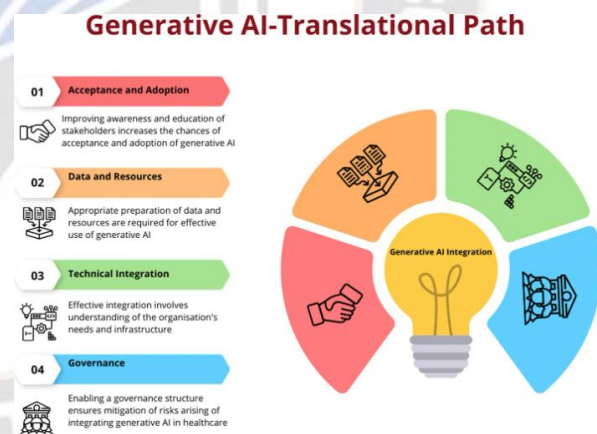 Generative AI-Translational Path
01
Acceptance and Adoption
Improving awareness and education of
stakeholders increases the chances of
acceptance and adoption of generative AI
02
Data and Resources
Appropriate preparation of data and
resources are required for effective
use of generative AI
03
Technical Integration
Effective integration involves
understanding of the organisation's
needs and infrastructure
04
Governance
Enabling a governance structure
ensures mitigation of risks arising of
integrating generative AI in healthcare
Generative AI Integration